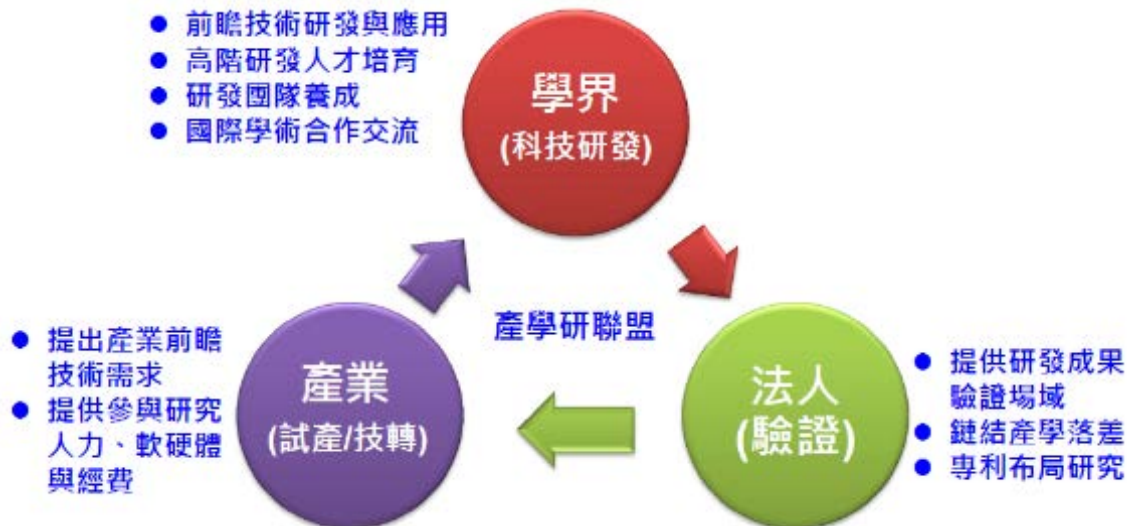 ● 前瞻技術研發與應用
● 高階研發人才培育
● 研發團隊養成
● 國際學術合作交流
學界
(科技研發)
產學研聯盟
● 提出產業前瞻
技術需求
● 提供參與研究
人力、軟硬體
與經費
產業
(試產/技轉)
法人
(驗證)
● 提供研發成果
驗證場域
● 鏈結產學落差
● 專利布局研究